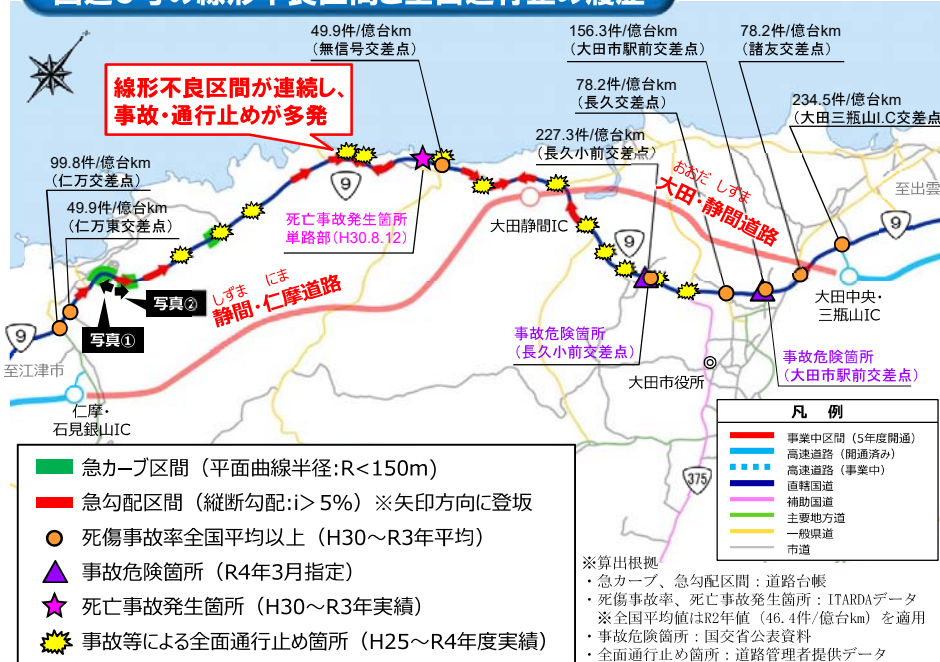 49.9件/億台km
(無信号交差点)
156.3件/億台km
(大田市駅前交差点)
78.2件/億台km
(諸友交差点)
線形不良区間が連続し、
事故・通行止めが多発
78.2件/億台km
(長久交差点)
234.5件/億台km
(大田三瓶山I.C交差点
227.3件/億台km
(長久小前交差点)
99.8件/億台km
(仁万交差点)
49.9件/億台km
(仁万東交差点)
9
死亡事故発生箇所
単路部(H30.8.12)
おおだ しずま
大田・静間道路
至出雲
大田静間IC
9
9
しずま にま
静間・仁摩道路
写真②
写真①
9
至江津市
仁摩・
石見銀山IC
大田中央・
三瓶山IC
事故危険箇所
(長久小前交差点)
大田市役所
事故危険箇所
(大田市駅前交差点)
375
急カーブ区間(平面曲線半径:R<150m)
急勾配区間(縦断勾配:i>5%)※矢印方向に登坂
死傷事故率全国平均以上(H30~R3年平均)
事故危険箇所(R4年3月指定)
死亡事故発生箇所(H30~R3年実績)
事故等による全面通行止め箇所(H25~R4年度実績)
凡 例
事業中区間(5年度開通)
高速道路(開通済み)
高速道路(事業中)
直轄国道
補助国道
主要地方道
一般県道
市道
※算出根拠
・急カーブ、急勾配区間:道路台帳
・死傷事故率、死亡事故発生箇所:ITARDAデータ
※全国平均値はR2年値(46.4件/億台km)を適用
・事故危険箇所:国交省公表資料
・全面通行止め箇所:道路管理者提供データ